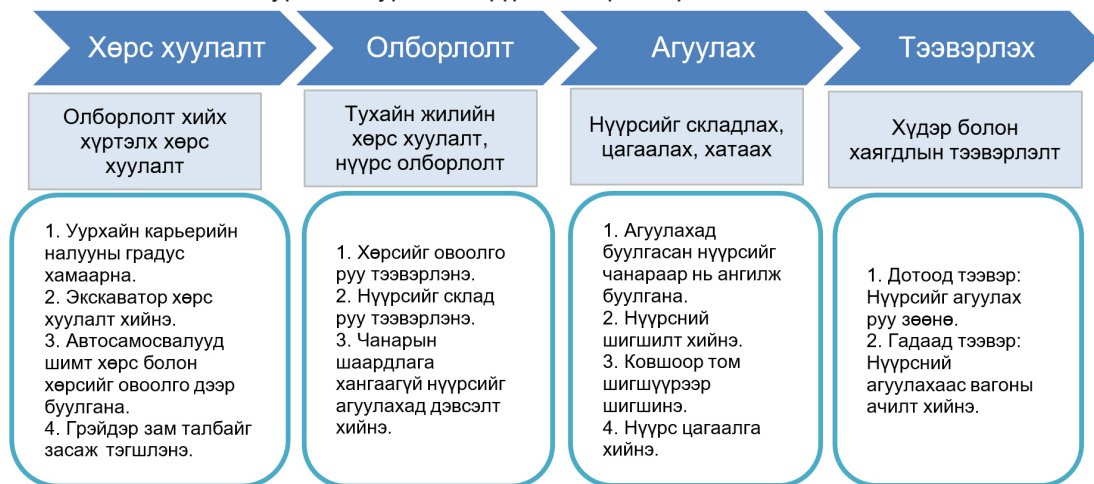 Хөрс хуулалт
Олборлолт
Агуулах
Тээвэрлэх
Олборлолт хийх
хүртэлх хөрс
хуулалт
Тухайн жилийн
хөрс хуулалт,
нүүрс олборлолт
Нүүрсийг складлах,
цагаалах, хатаах
Хүдэр болон
хаягдлын тээвэрлэлт
1. Уурхайн карьерийн
налууны градус
хамаарна.
2. Экскаватор хөрс
хуулалт хийнэ.
3. Автосамосвалууд
шимт хөрс болон
хөрсийг овоолго дээр
буулгана.
4. Грэйдэр зам талбайг
засаж тэгшлэнэ.
1. Хөрсийг овоолго
руу тээвэрлэнэ.
2. Нүүрсийг склад
руу тээвэрлэнэ.
3. Чанарын
шаардлага
хангаагүй нүүрсийг
агуулахад дэвсэлт
хийнэ.
1. Агуулахад
буулгасан нүүрсийг
чанараар нь ангилж
буулгана.
2. Нүүрсний
шигшилт хийнэ.
3. Ковшоор том
шигшүүрээр
шигшинэ.
4. Нүүрс цагаалга
хийнэ.
1. Дотоод тээвэр:
Нүүрсийг агуулах
руу зөөнө.
2. Гадаад тээвэр:
Нүүрсний
агуулахаас вагоны
ачилт хийнэ.